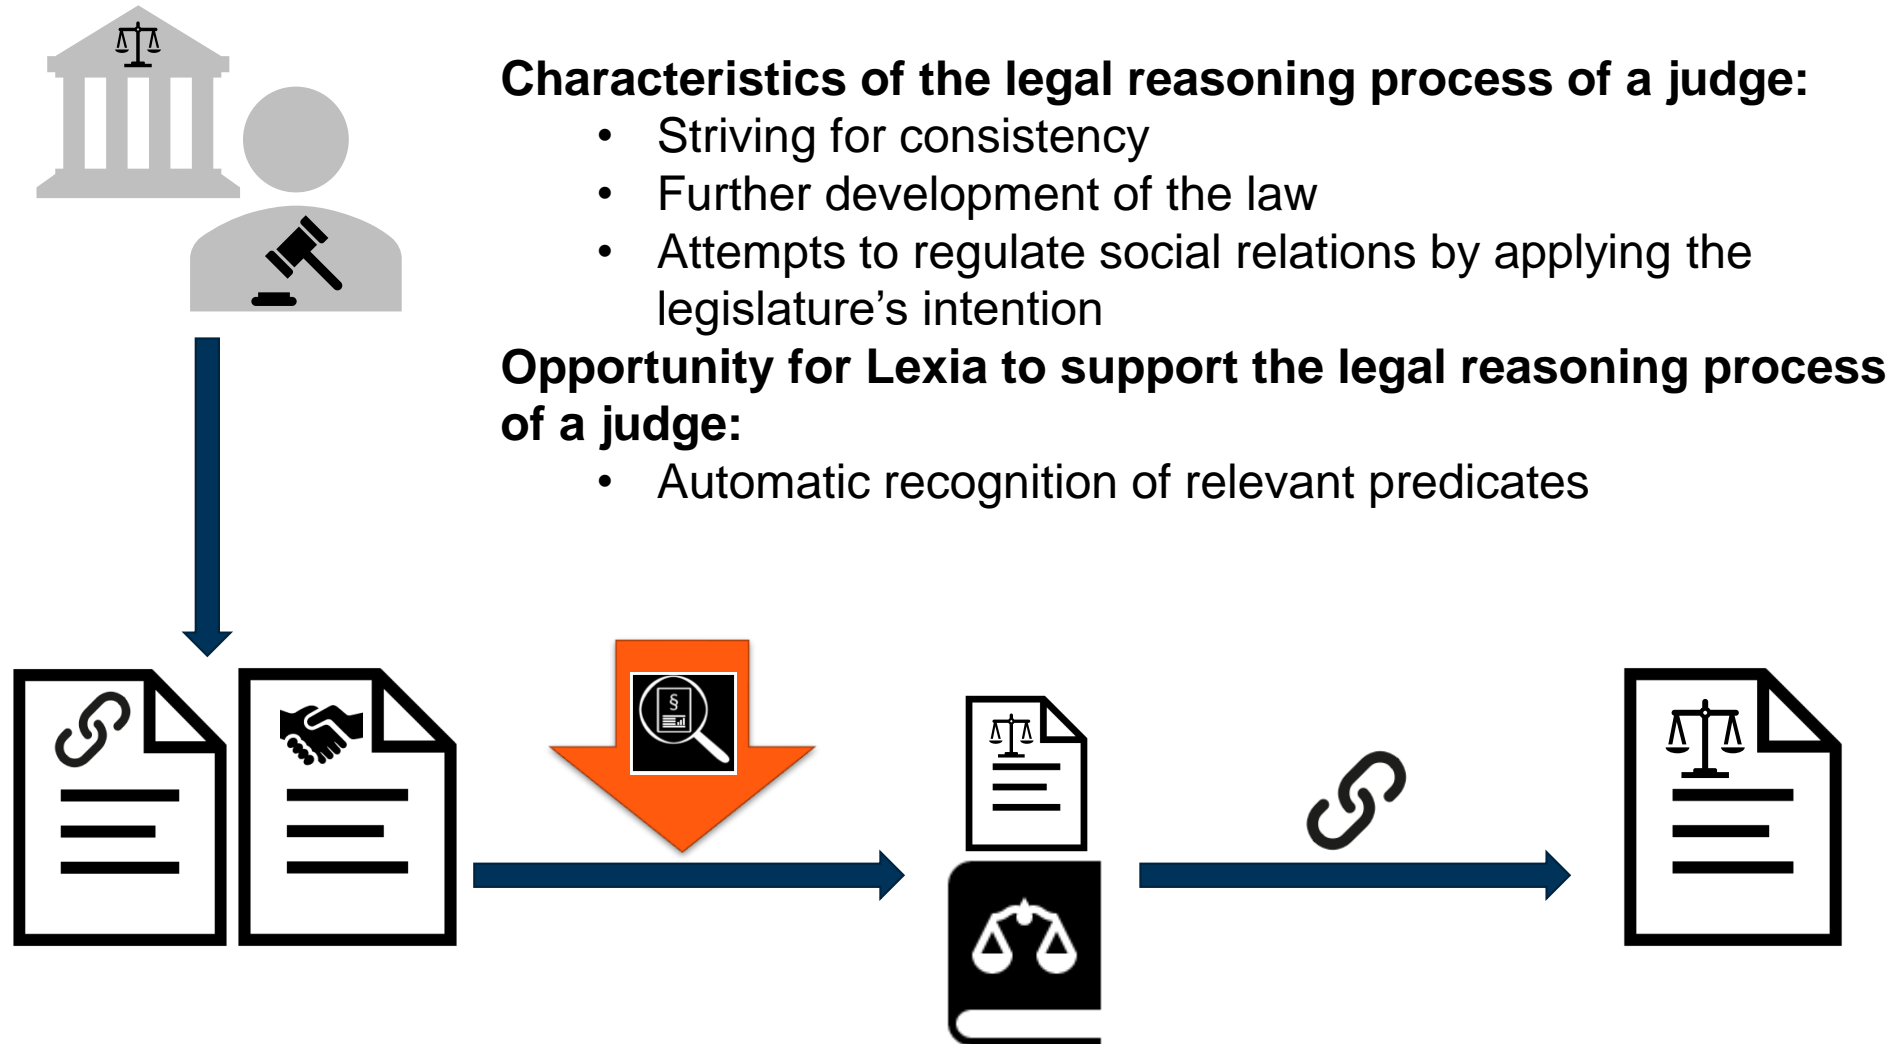 Characteristics of the legal reasoning process of a judge:
• Striving for consistency
• Further development of the law
• Attempts to regulate social relations by applying the
legislature’s intention
Opportunity for Lexia to support the legal reasoning process
of a judge:
• Automatic recognition of relevant predicates
§